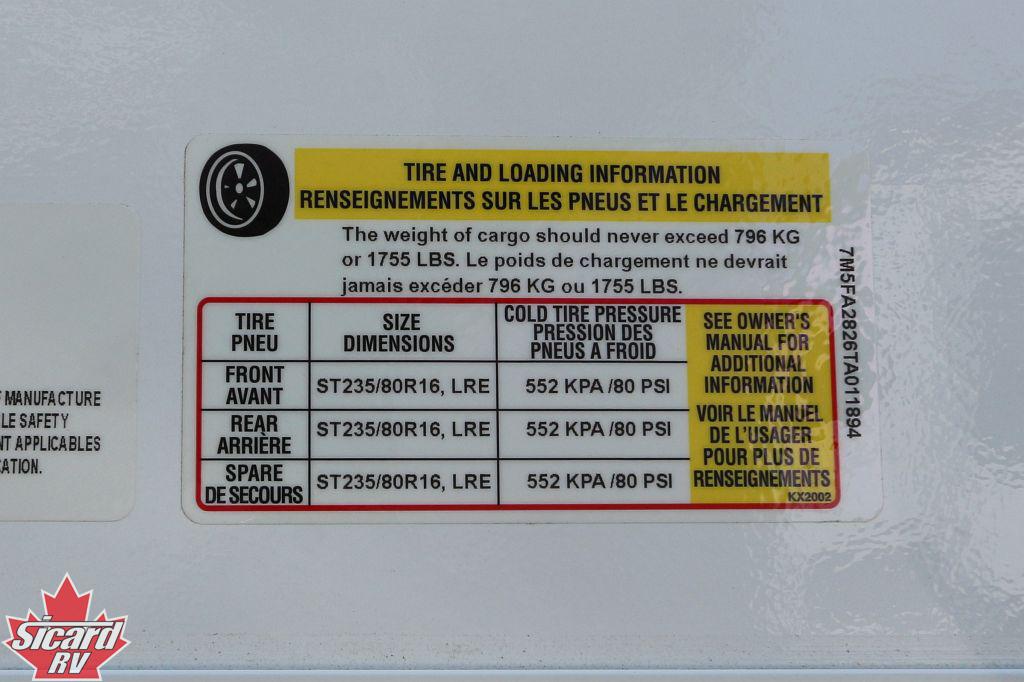 TIRE AND LOADING INFORMATION
RENSEIGNEMENTS SUR LES PNEUS ET LE CHARGEMENT
The weight of cargo should never exceed 796 KG
or 1755 LBS. Le poids de chargement ne devrait
jamais excéder 796 KG ou 1755 LBS.
TIRE
PNEU
SIZE
DIMENSIONS
COLD TIRE PRESSURE
PRESSION DES
PNEUS A FROID
FRONT
AVANT
ST235/80R16, LRE
552 KPA /80 PSI
REAR
ARRIÈRE
ST235/80R16, LRE
552 KPA /80 PSI
SPARE
DE SECOURS
ST235/80R16, LRE
552 KPA /80 PSI
SEE OWNER'S
MANUAL FOR
ADDITIONAL
INFORMATION
VOIR LE MANUEL
DE L'USAGER
POUR PLUS DE
RENSEIGNEMENTS
KX2002
7M5FA2826TA011894
MANUFACTURE
SAFETY
APPLICABLES
Sicard
RV